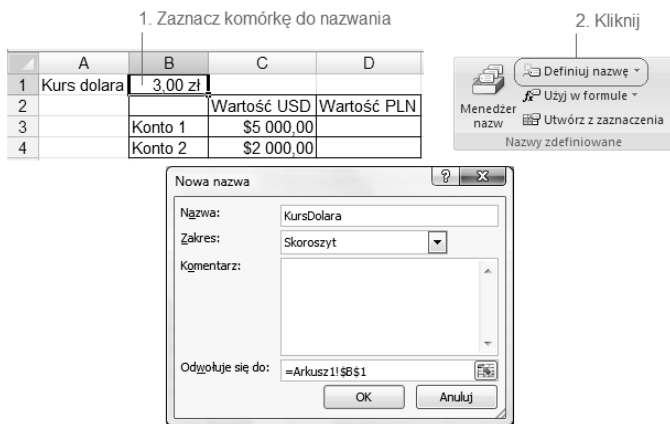 1. Zaznacz komórkę do nazwania
2. Kliknij
A B C D
1 Kurs dolara 3,00 zł
2 Wartość USD Wartość PLN
3 Konto 1 $5 000,00
4 Konto 2 $2 000,00
Menedżer nazw
Definiuj nazwę
Użyj w formule
Utwórz z zaznaczenia
Nazwy zdefiniowane
Nowa nazwa
Nazwa: KursDolara
Zakres: Skoroszyt
Komentarz:
Odwołuje się do: =Arkusz1!$B$1
OK Anuluj